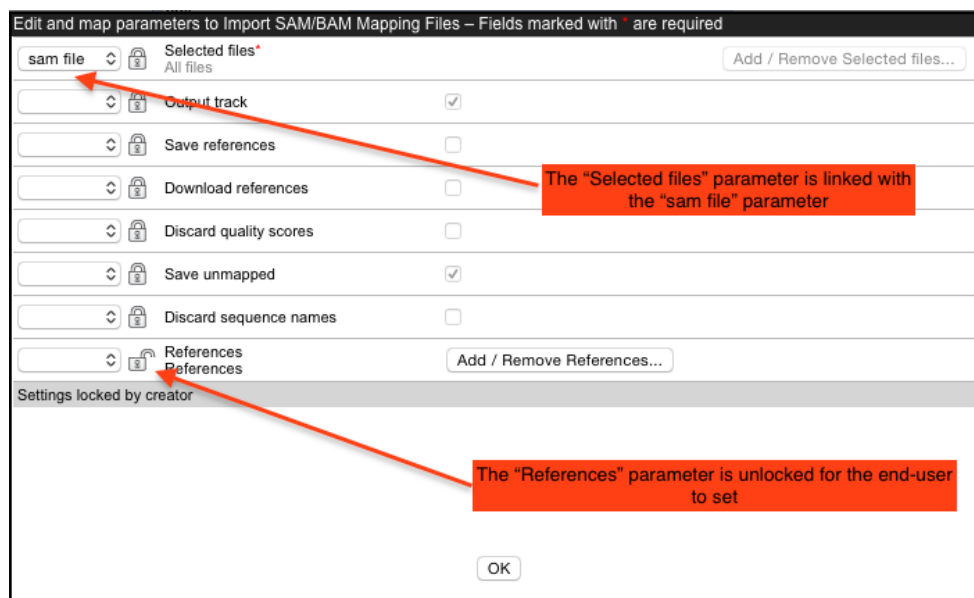 Edit and map parameters to Import SAM/BAM Mapping Files – Fields marked with * are required
sam file
Selected files*
All files
Add / Remove Selected files...
Output track
Save references
Download references
The “Selected files” parameter is linked with
the “sam file” parameter
Discard quality scores
Save unmapped
Discard sequence names
References
References
Add / Remove References...
Settings locked by creator
The “References” parameter is unlocked for the end-user
to set
OK